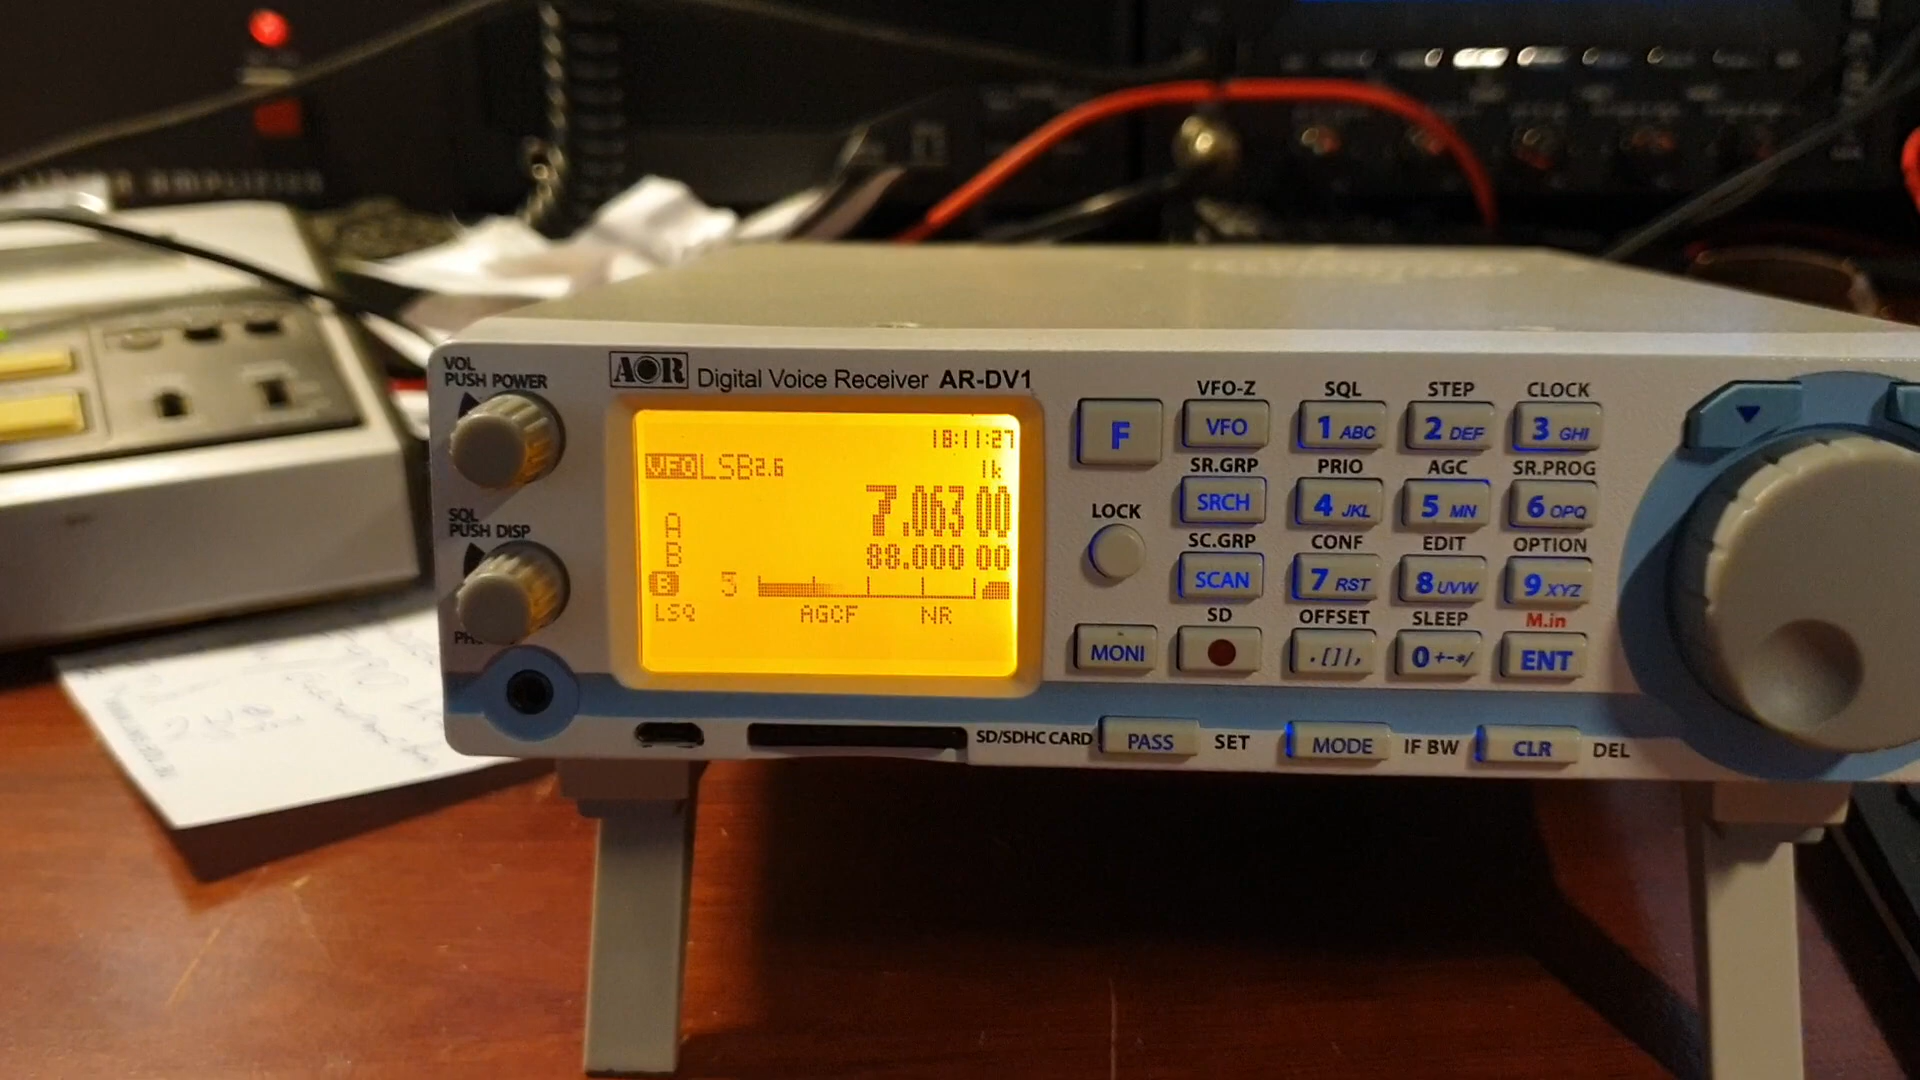 VOL
PUSH POWER
AOR Digital Voice Receiver AR-DV1
18:11:27
VFO LSB 2.6 1k
7.063 00
A
B 88.000 00
LSQ AGCF NR
SQL
PUSH DISP
F
LOCK
MONI
VFO-Z SQL STEP CLOCK
VFO 1 ABC 2 DEF 3 GHI
SR.GRP PRIO AGC SR.PROG
SRCH 4 JKL 5 MN 6 OPQ
SC.GRP CONF EDIT OPTION
SCAN 7 RST 8 UVW 9 XYZ
SD OFFSET SLEEP M.in
0 +-*/ ENT
SD/SDHC CARD PASS SET MODE IF BW CLR DEL